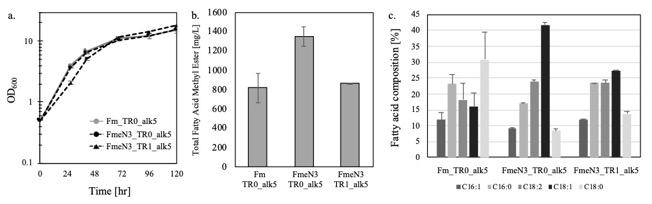 a.
OD600
10
1
0.1
0 24 48 72 96 120
Time [hr]
Fm_TR0_alk5
FmeN3_TR0_alk5
FmeN3_TR1_alk5
b.
Total Fatty Acid Methyl Ester [mg/L]
1600
1400
1200
1000
800
600
400
200
0
Fm FmeN3 FmeN3
TR0_alk5 TR0_alk5 TR1_alk5
c.
Fatty acid composition [%]
45
40
35
30
25
20
15
10
5
0
Fm_TR0_alk5 FmeN3_TR0_alk5 FmeN3_TR1_alk5
C16:1 C16:0 C18:2 C18:1 C18:0